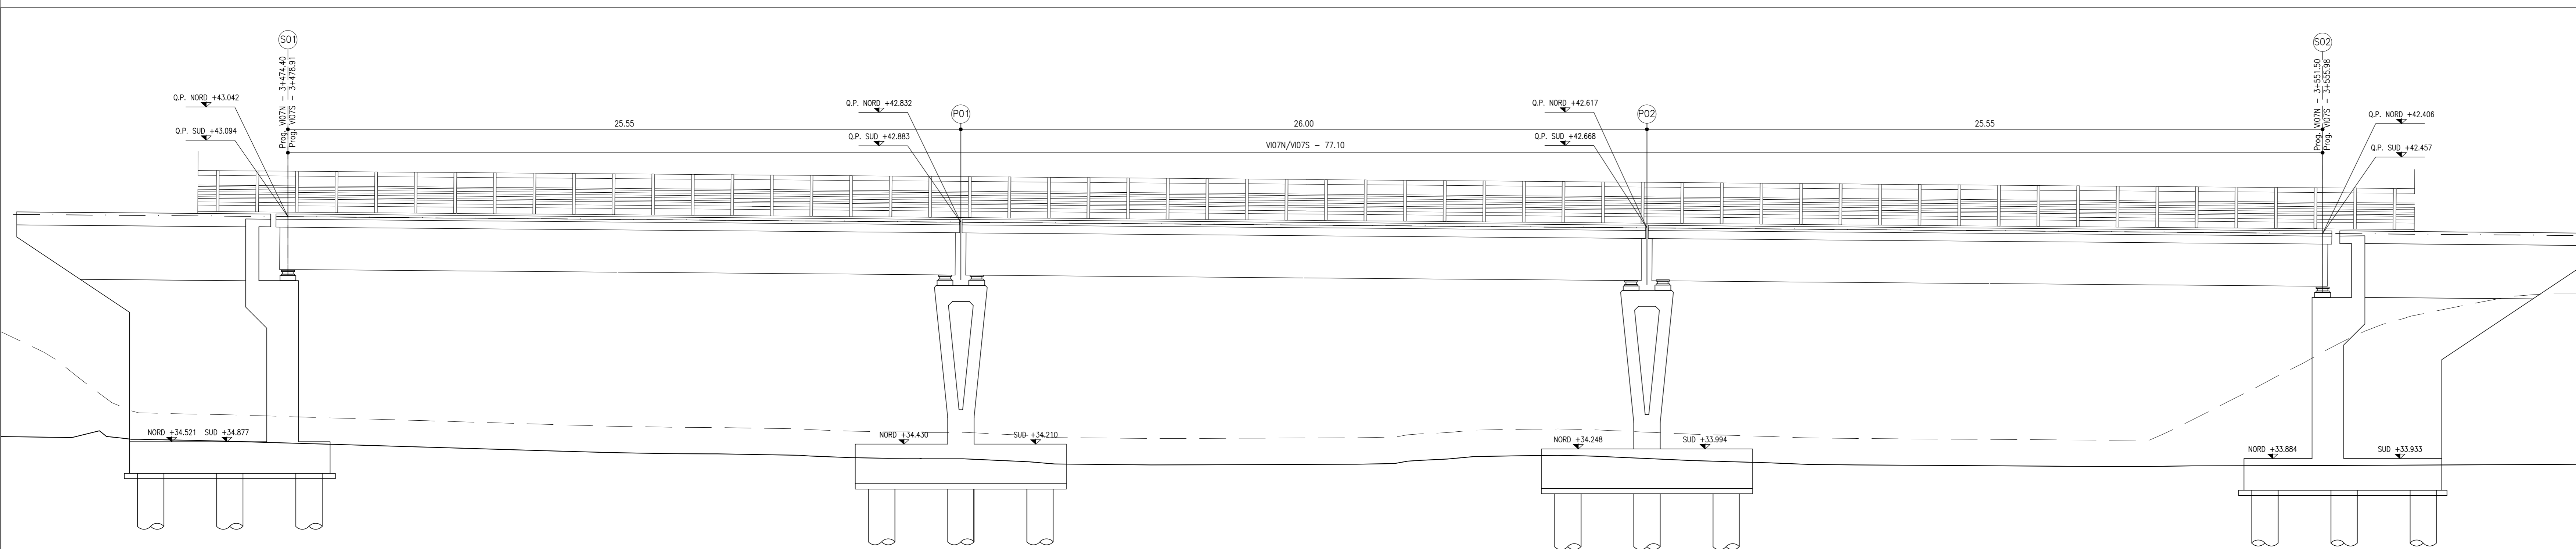 S01
Prog. VI07N - 3+474.40
Prog. VI07S - 3+478.91
Q.P. NORD +43.042
Q.P. SUD +43.094
25.55
Q.P. NORD +42.832
Q.P. SUD +42.883
P01
26.00
VI07N/VI07S - 77.10
Q.P. NORD +42.617
Q.P. SUD +42.668
P02
25.55
S02
Prog. VI07N - 3+551.50
Prog. VI07S - 3+555.98
Q.P. NORD +42.406
Q.P. SUD +42.457
NORD +34.521 SUD +34.877
NORD +34.430 SUD +34.210
NORD +34.248 SUD +33.994
NORD +33.884 SUD +33.933